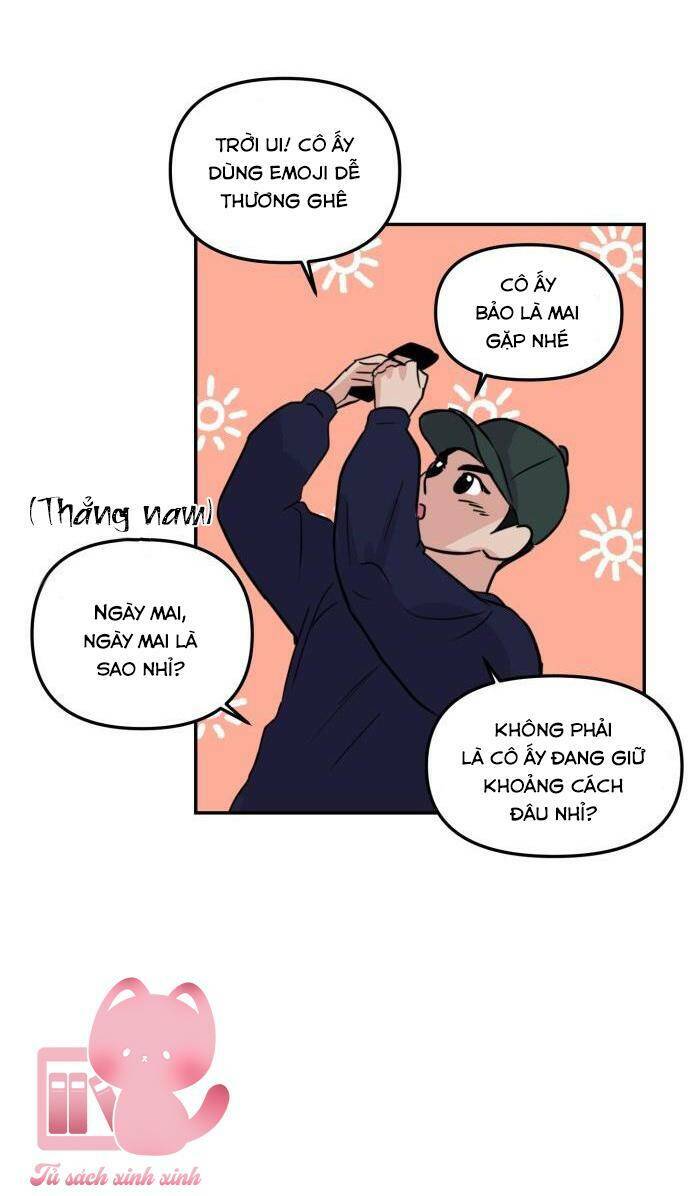 TRỜI UI! CÔ ẤY
DÙNG EMOJI DỄ
THƯƠNG GHÊ
CÔ ẤY
BẢO LÀ MAI
GẶP NHÉ
(Thẳng nam)
NGÀY MAI,
NGÀY MAI LÀ
SAO NHỈ?
KHÔNG PHẢI
LÀ CÔ ẤY ĐANG GIỮ
KHOẢNG CÁCH
ĐÂU NHỈ?
Tủ sách xinh xinh